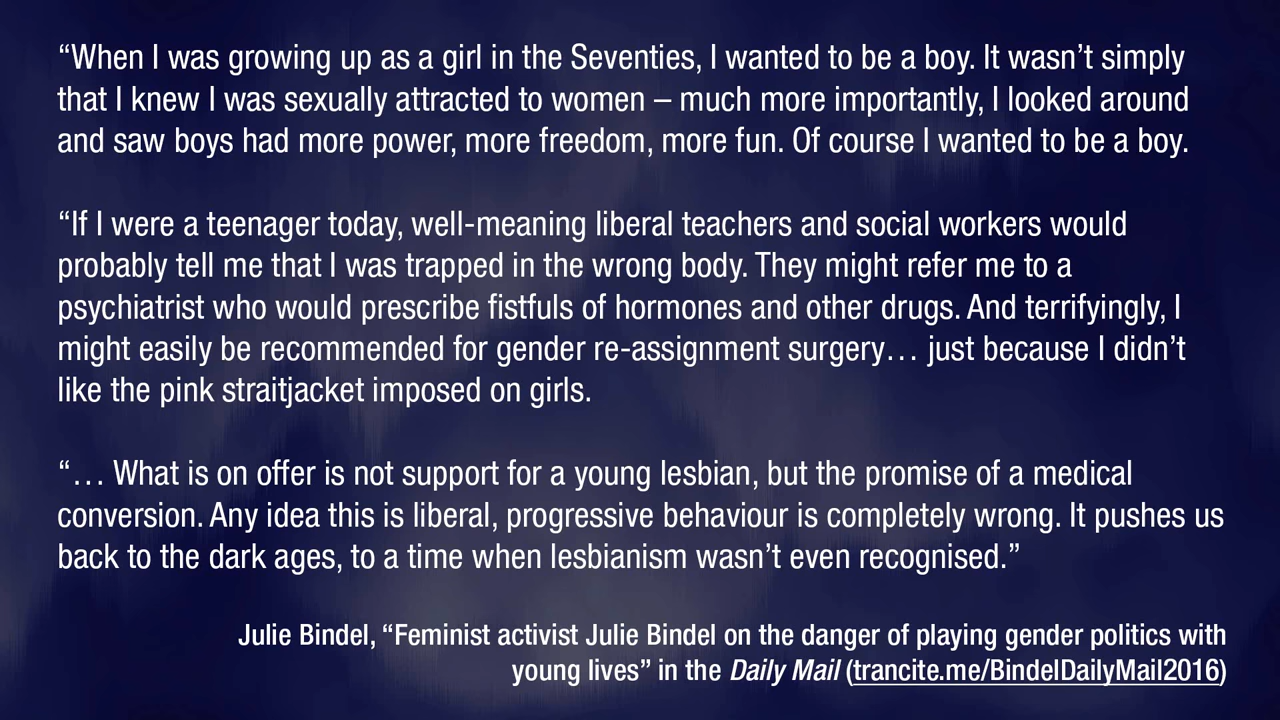 “When I was growing up as a girl in the Seventies, I wanted to be a boy. It wasn’t simply
that I knew I was sexually attracted to women – much more importantly, I looked around
and saw boys had more power, more freedom, more fun. Of course I wanted to be a boy.
“If I were a teenager today, well-meaning liberal teachers and social workers would
probably tell me that I was trapped in the wrong body. They might refer me to a
psychiatrist who would prescribe fistfuls of hormones and other drugs. And terrifyingly, I
might easily be recommended for gender re-assignment surgery… just because I didn’t
like the pink straitjacket imposed on girls.
“… What is on offer is not support for a young lesbian, but the promise of a medical
conversion. Any idea this is liberal, progressive behaviour is completely wrong. It pushes us
back to the dark ages, to a time when lesbianism wasn’t even recognised.”
Julie Bindel, “Feminist activist Julie Bindel on the danger of playing gender politics with
young lives” in the Daily Mail (trancite.me/BindelDailyMail2016)